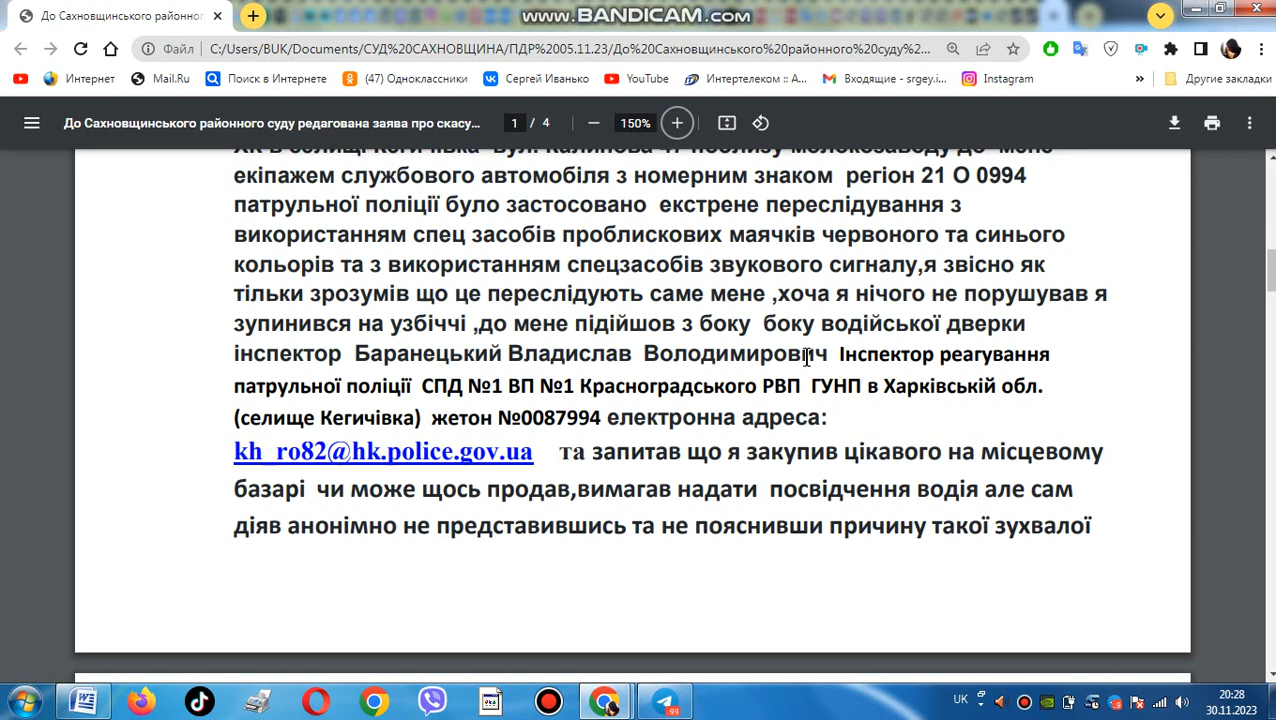 До Сахновщинського районног
www.BANDICAM.com
Файл C:/Users/BUK/Documents/СУД%20САХНОВЩИНА/ПДР%2005.11.23/До%20Сахновщинського%20районного%20суду%...
Интернет Mail.Ru Поиск в Интернете (47) Одноклассники Сергей Иванько YouTube Интертелеком :: А... Входящие - srgey.i... Instagram » Другие закладки
До Сахновщинського районного суду редагована заява про скасу... 1 / 4 150%
екіпажем службового автомобіля з номерним знаком регіон 21 О 0994
патрульної поліції було застосовано екстрене переслідування з
використанням спец засобів проблискових маячків червоного та синього
кольорів та з використанням спецзасобів звукового сигналу,я звісно як
тільки зрозумів що це переслідують саме мене ,хоча я нічого не порушував я
зупинився на узбіччі ,до мене підійшов з боку боку водійської дверки
інспектор Баранецький Владислав Володимирович Інспектор реагування
патрульної поліції СПД №1 ВП №1 Красноградського РВП ГУНП в Харківській обл.
(селище Кегичівка) жетон №0087994 електронна адреса:
kh_ro82@hk.police.gov.ua та запитав що я закупив цікавого на місцевому
базарі чи може щось продав,вимагав надати посвідчення водія але сам
діяв анонімно не представившись та не пояснивши причину такої зухвалої
UK 20:28
30.11.2023